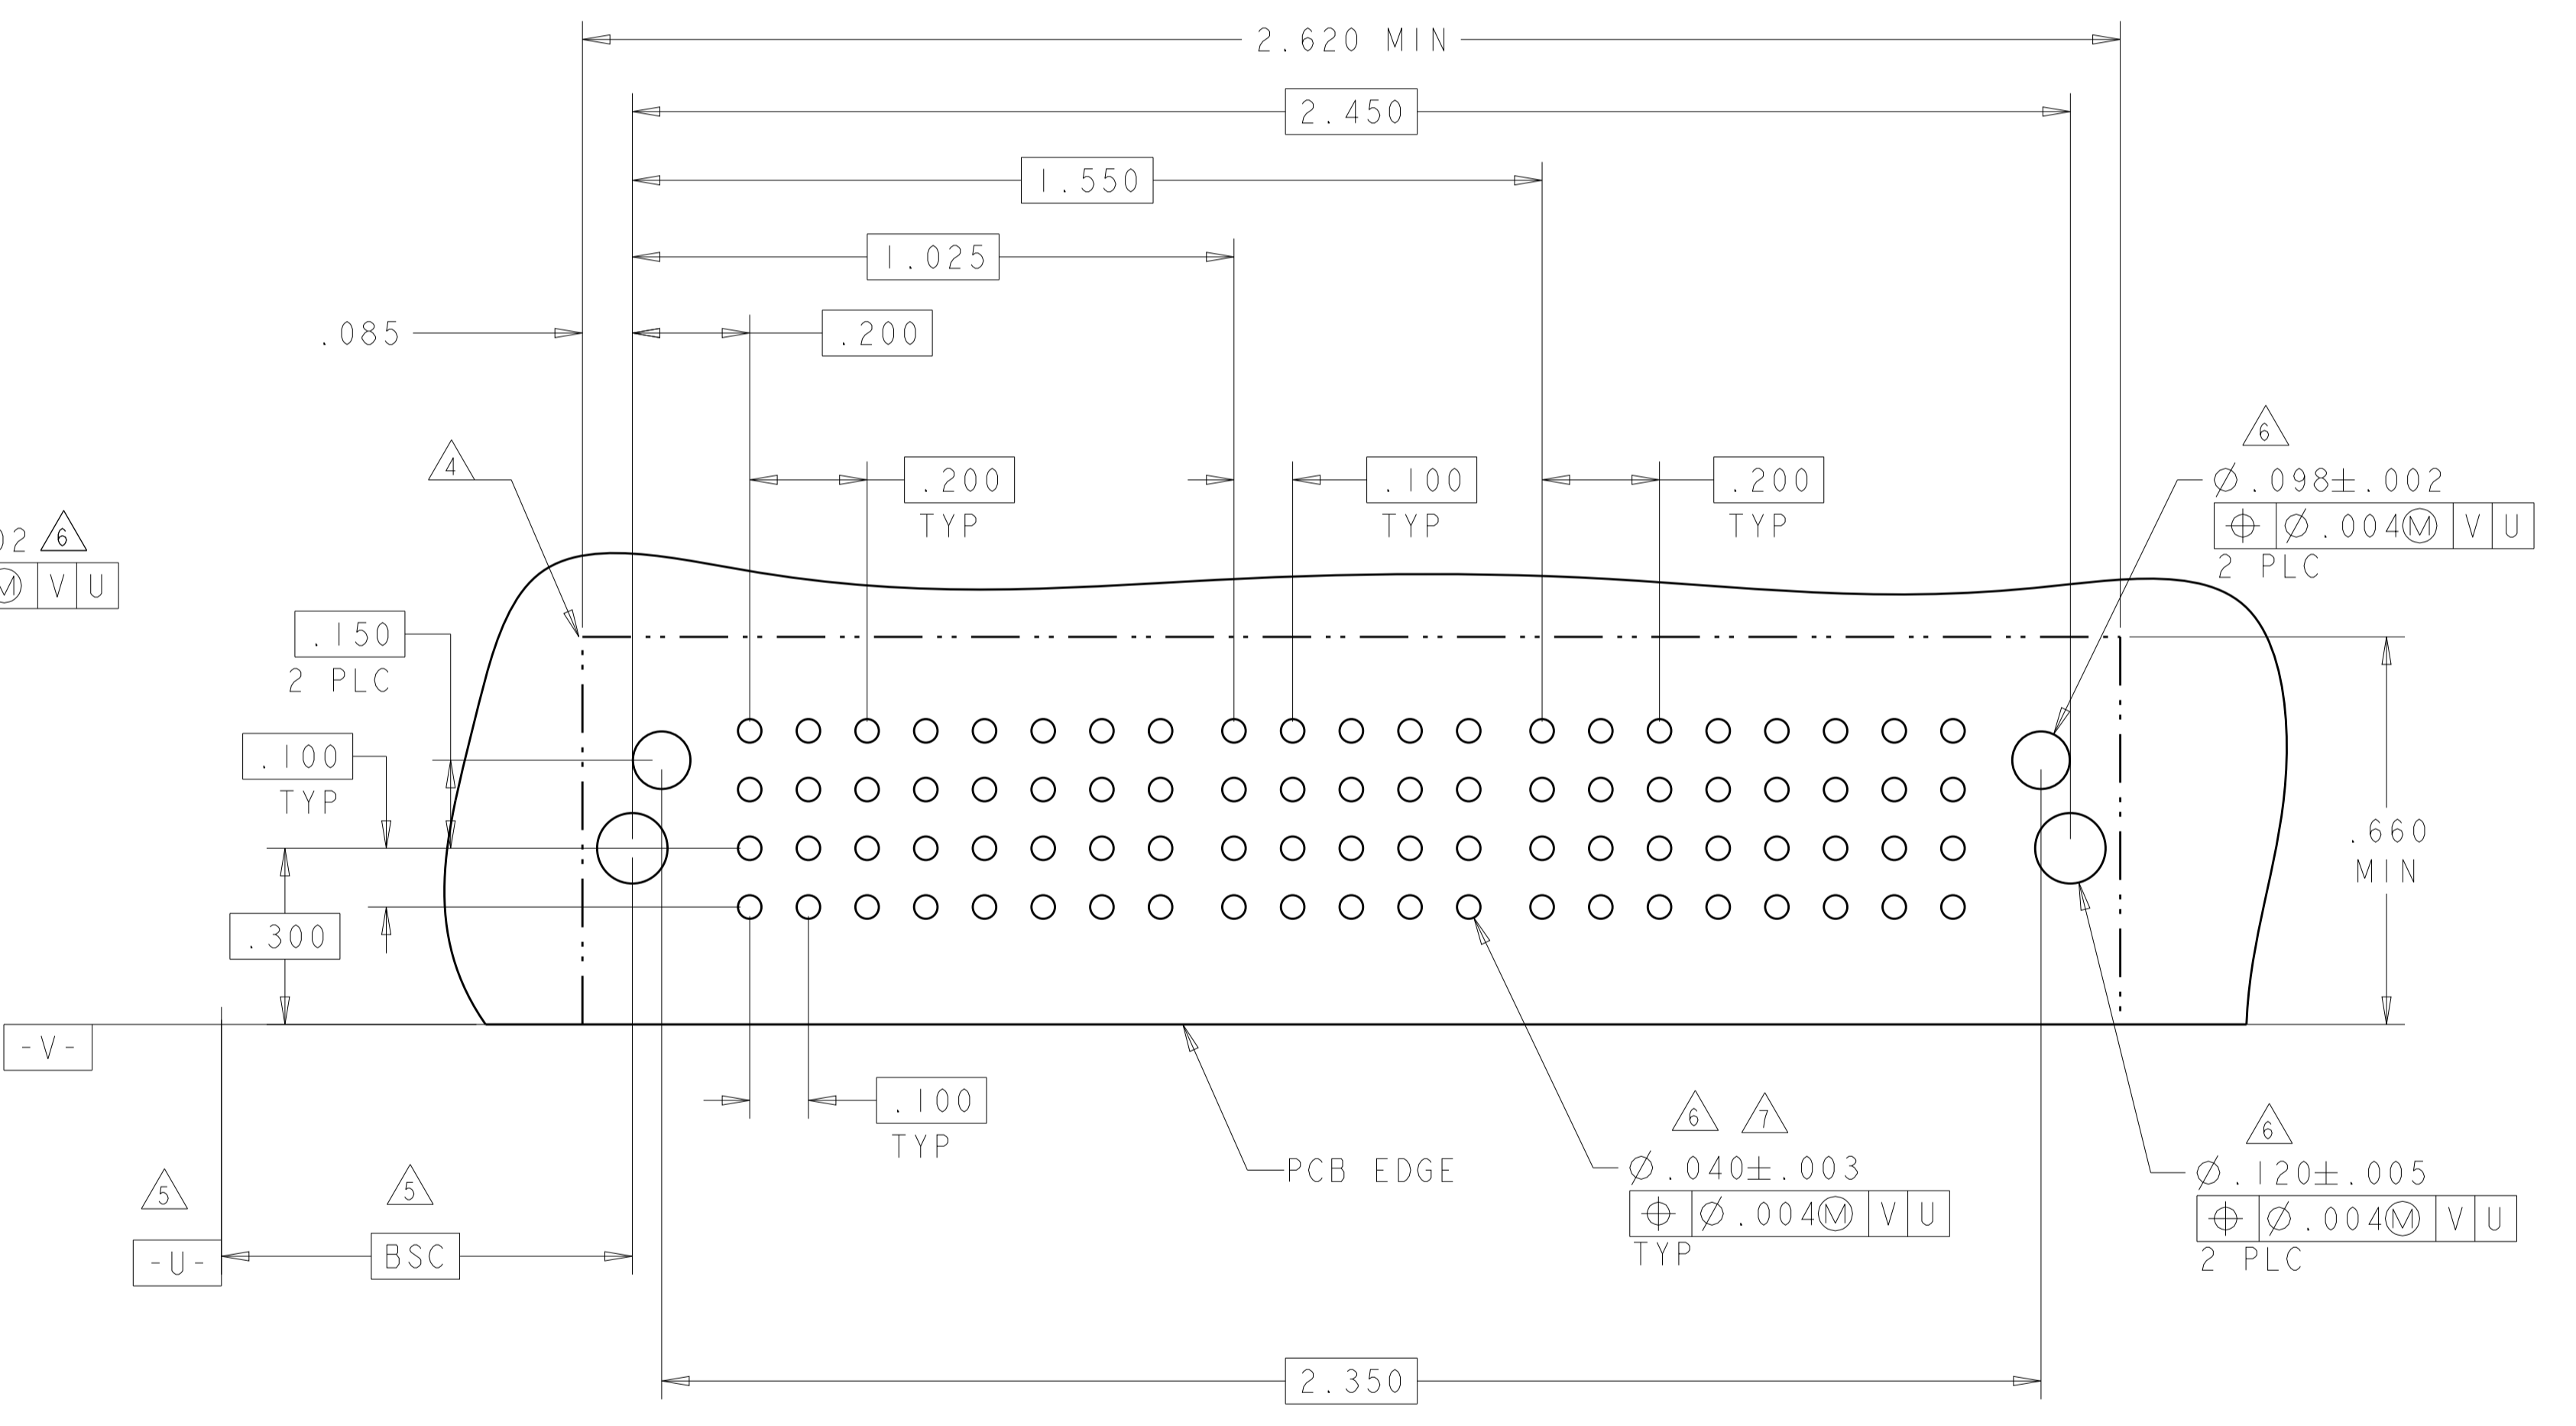 2.620 MIN
2.450
1.550
1.025
.085
.200
6
4
.200
TYP
.100
TYP
.200
TYP
⌀.098±.002
⌖ ⌀.004Ⓜ V U
2 PLC
02 6
Ⓜ V U
.150
2 PLC
.100
TYP
.660
MIN
.300
-V-
.100
TYP
PCB EDGE
6 7
⌀.040±.003
⌖ ⌀.004Ⓜ V U
TYP
6
⌀.120±.005
⌖ ⌀.004Ⓜ V U
2 PLC
5
5
-U-
BSC
2.350